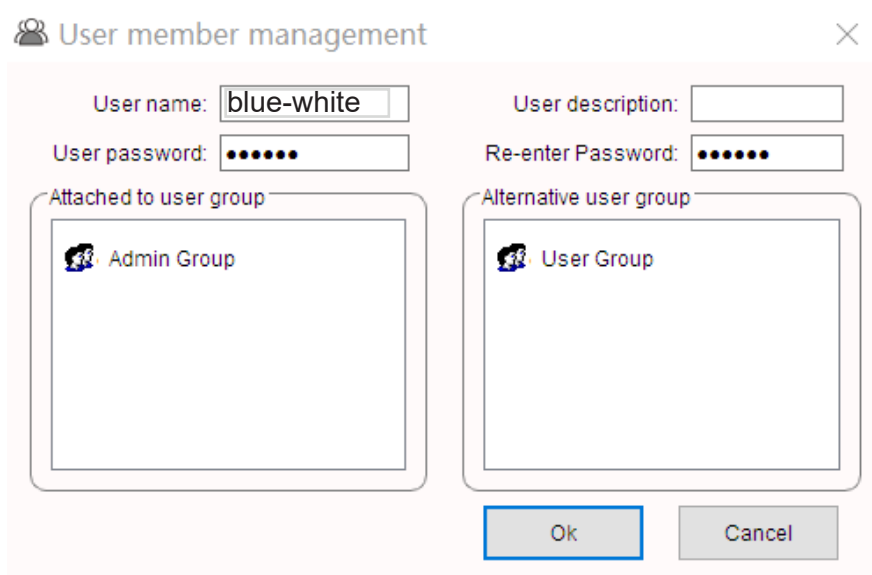 User member management
User name: blue-white
User description:
User password: ••••••
Re-enter Password: ••••••
Attached to user group
Alternative user group
Admin Group
User Group
Ok
Cancel